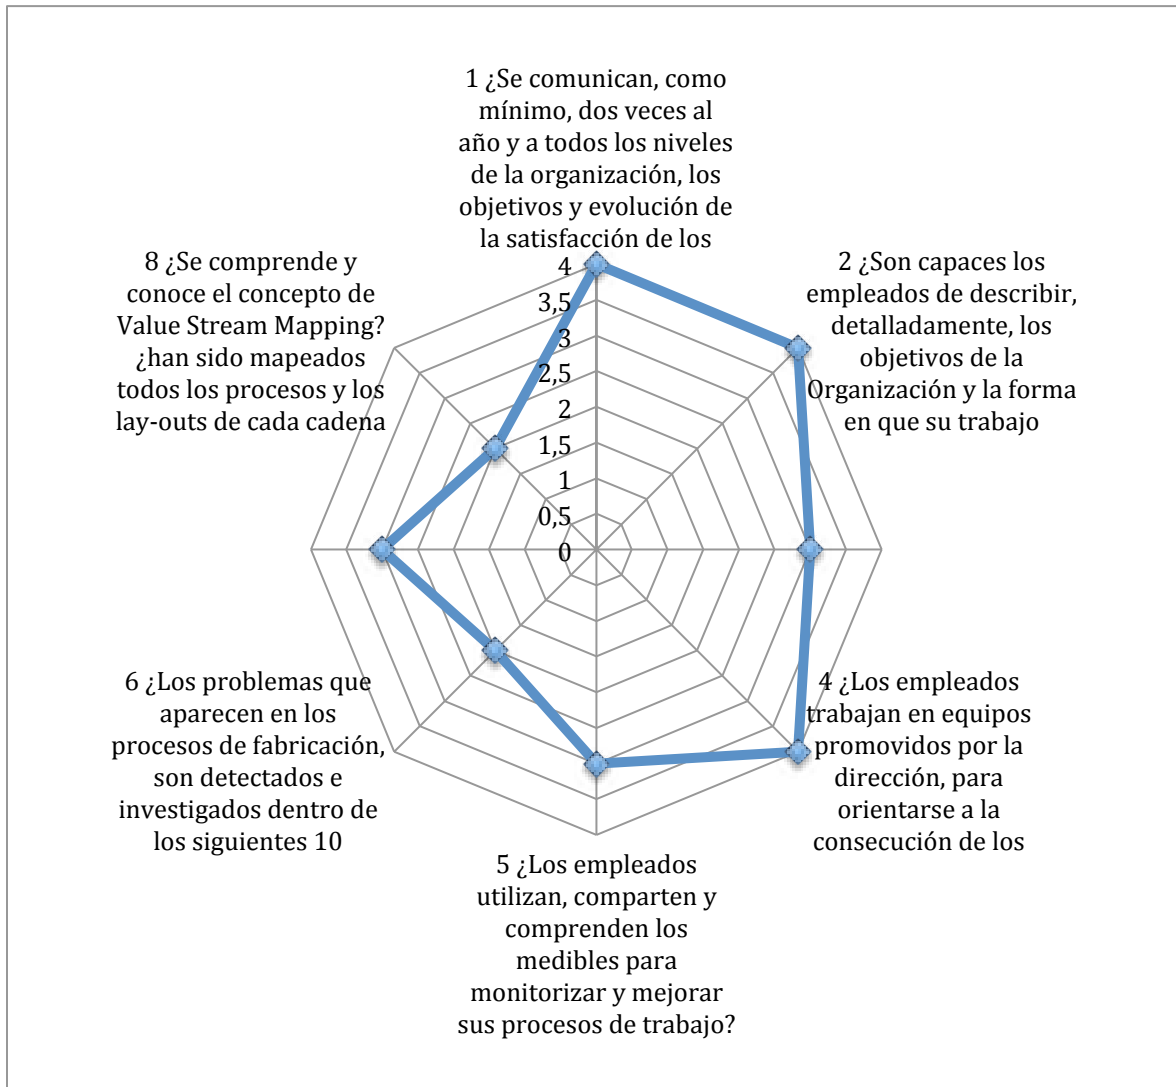 1 ¿Se comunican, como
mínimo, dos veces al
año y a todos los niveles
de la organización, los
objetivos y evolución de
la satisfacción de los
2 ¿Son capaces los
empleados de describir,
detalladamente, los
objetivos de la
Organización y la forma
en que su trabajo
4 ¿Los empleados
trabajan en equipos
promovidos por la
dirección, para
orientarse a la
consecución de los
5 ¿Los empleados
utilizan, comparten y
comprenden los
medibles para
monitorizar y mejorar
sus procesos de trabajo?
6 ¿Los problemas que
aparecen en los
procesos de fabricación,
son detectados e
investigados dentro de
los siguientes 10
8 ¿Se comprende y
conoce el concepto de
Value Stream Mapping?
¿han sido mapeados
todos los procesos y los
lay-outs de cada cadena
4
3,5
3
2,5
2
1,5
1
0,5
0